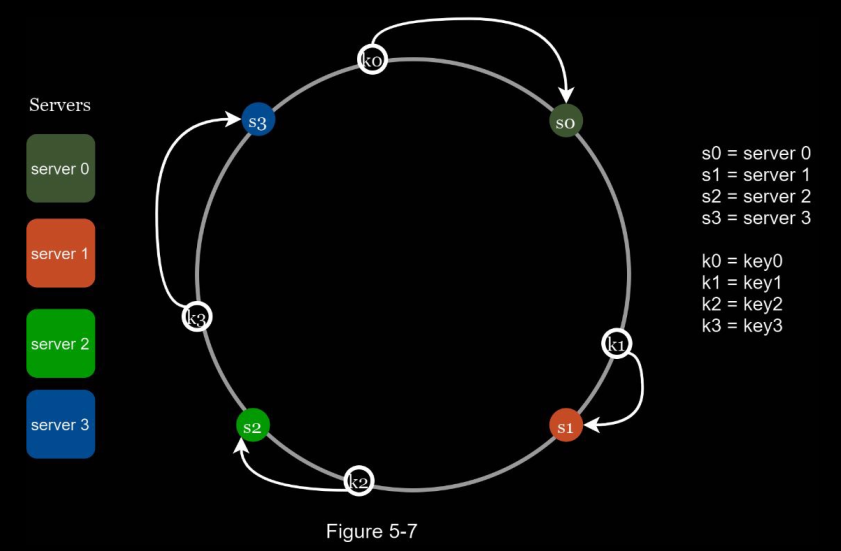 Servers
server 0
server 1
server 2
server 3
k0
s0
s3
k3
k1
s2
s1
k2
s0 = server 0
s1 = server 1
s2 = server 2
s3 = server 3
k0 = key0
k1 = key1
k2 = key2
k3 = key3
Figure 5-7